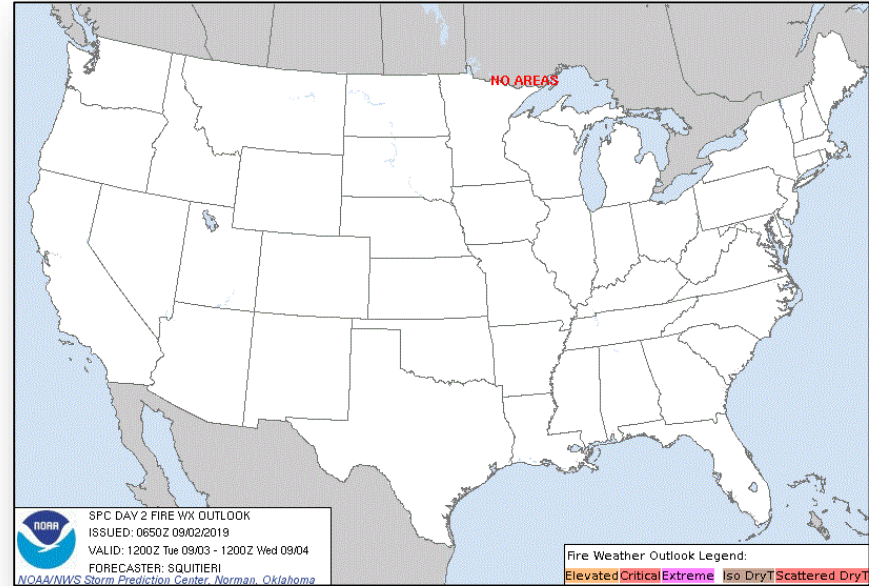 NO AREAS
NOAA
SPC DAY 2 FIRE WX OUTLOOK
ISSUED: 0650Z 09/02/2019
VALID: 1200Z Tue 09/03 - 1200Z Wed 09/04
FORECASTER: SQUITIERI
NOAA/NWS Storm Prediction Center, Norman, Oklahoma
Fire Weather Outlook Legend:
Elevated Critical Extreme Iso DryT Scattered DryT